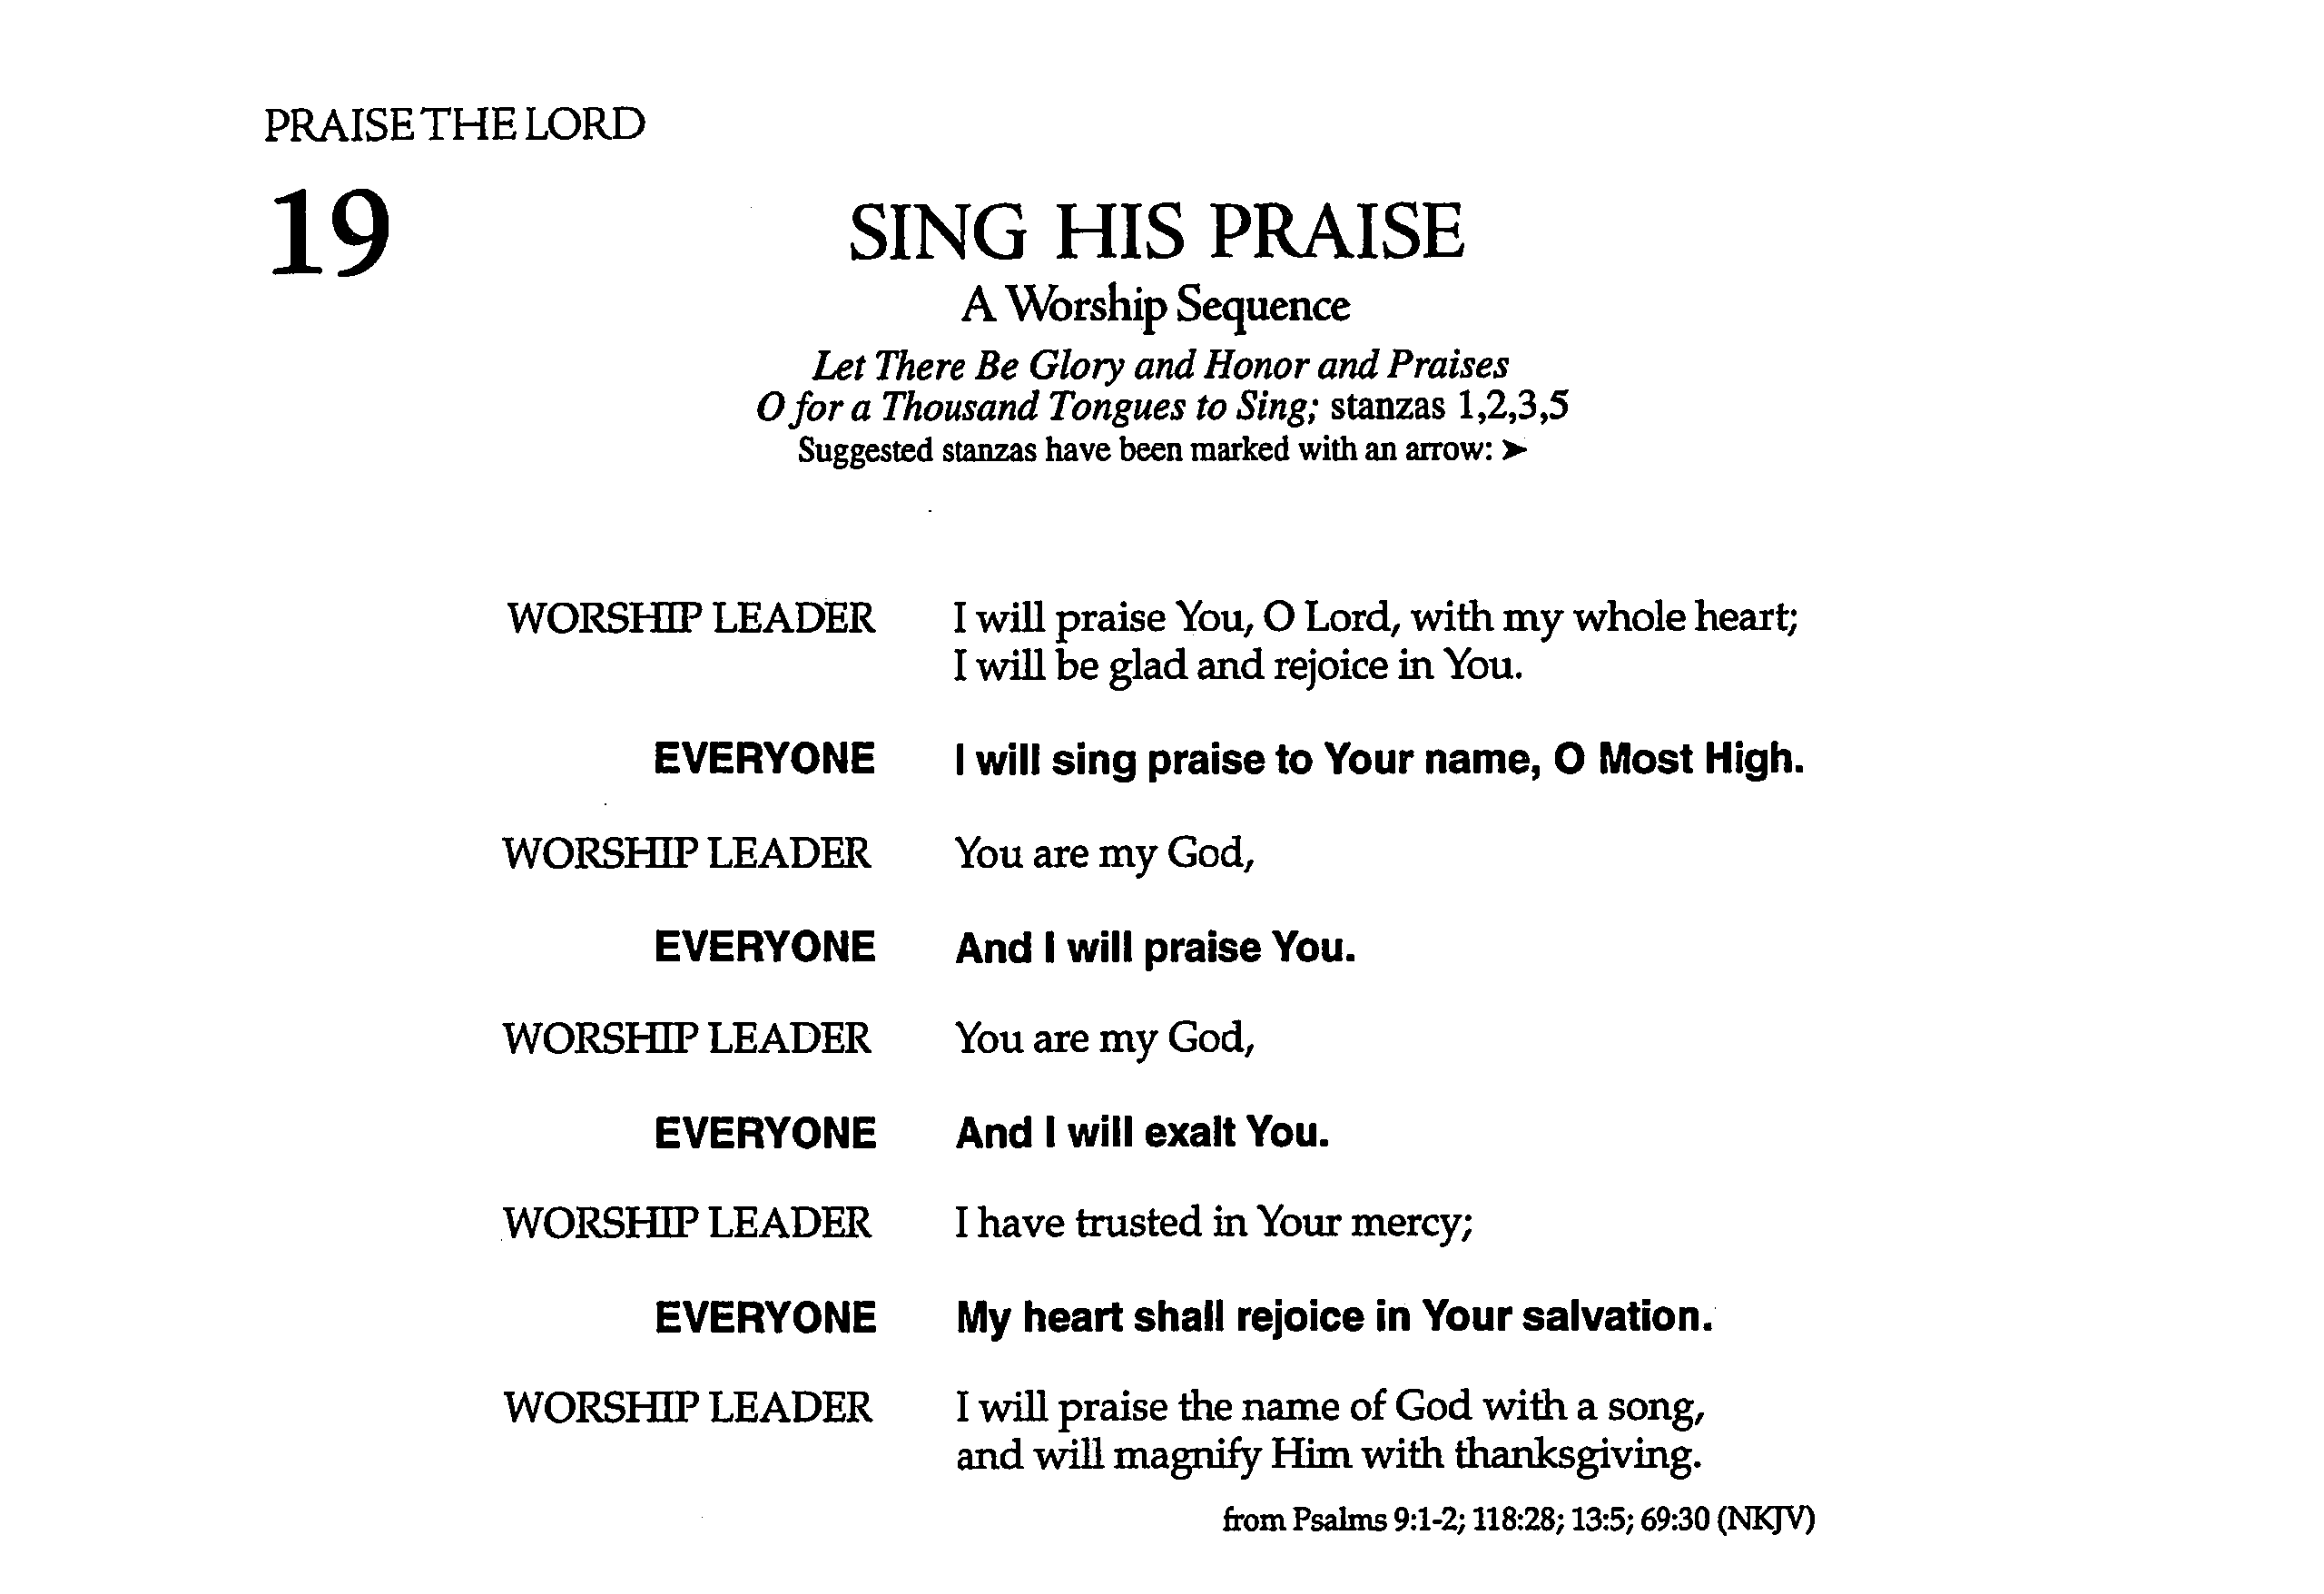 PRAISE THE LORD
19
SING HIS PRAISE
A Worship Sequence
Let There Be Glory and Honor and Praises
O for a Thousand Tongues to Sing; stanzas 1,2,3,5
Suggested stanzas have been marked with an arrow: ➤
WORSHIP LEADER I will praise You, O Lord, with my whole heart;
I will be glad and rejoice in You.
EVERYONE I will sing praise to Your name, O Most High.
WORSHIP LEADER You are my God,
EVERYONE And I will praise You.
WORSHIP LEADER You are my God,
EVERYONE And I will exalt You.
WORSHIP LEADER I have trusted in Your mercy;
EVERYONE My heart shall rejoice in Your salvation.
WORSHIP LEADER I will praise the name of God with a song,
and will magnify Him with thanksgiving.
from Psalms 9:1-2; 118:28; 13:5; 69:30 (NKJV)